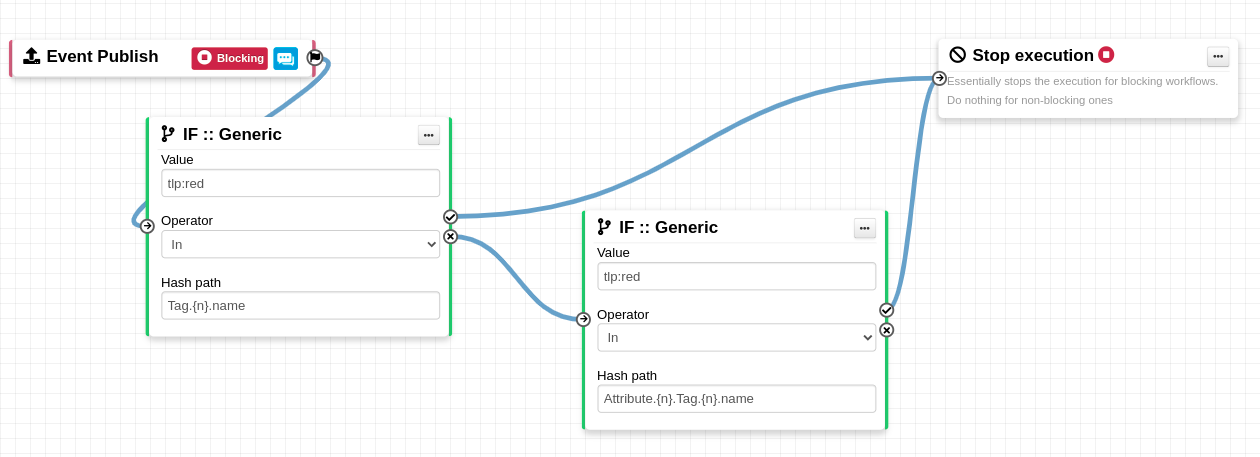 Event Publish
Blocking
IF :: Generic
Value
tlp:red
Operator
In
Hash path
Tag.{n}.name
IF :: Generic
Value
tlp:red
Operator
In
Hash path
Attribute.{n}.Tag.{n}.name
Stop execution
Essentially stops the execution for blocking workflows.
Do nothing for non-blocking ones